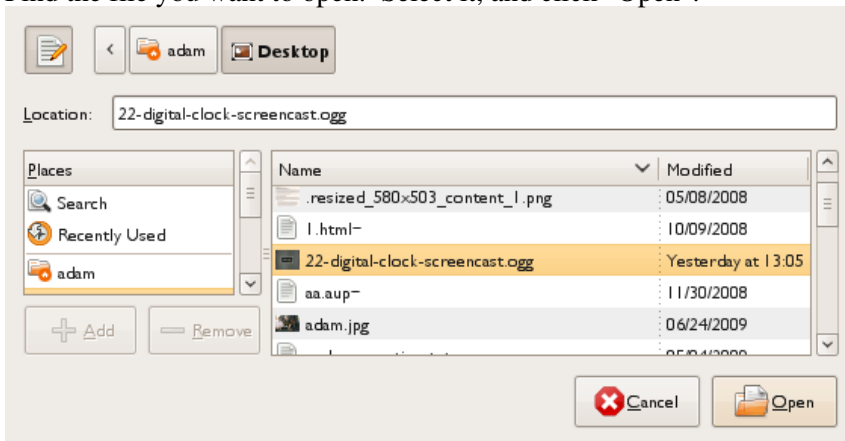 Find the file you want to open. Select it, and click "Open".
adam
Desktop
Location: 22-digital-clock-screencast.ogg
Places
Name Modified
Search
.resized_580x503_content_1.png 05/08/2008
Recently Used
1.html~ 10/09/2008
22-digital-clock-screencast.ogg Yesterday at 13:05
adam
aa.aup~ 11/30/2008
Add Remove
adam.jpg 06/24/2009
Cancel Open